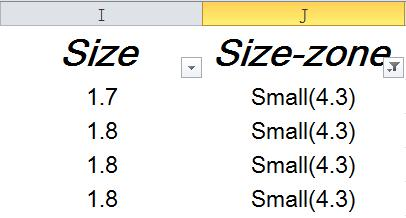 I J
Size Size-zone
1.7 Small(4.3)
1.8 Small(4.3)
1.8 Small(4.3)
1.8 Small(4.3)